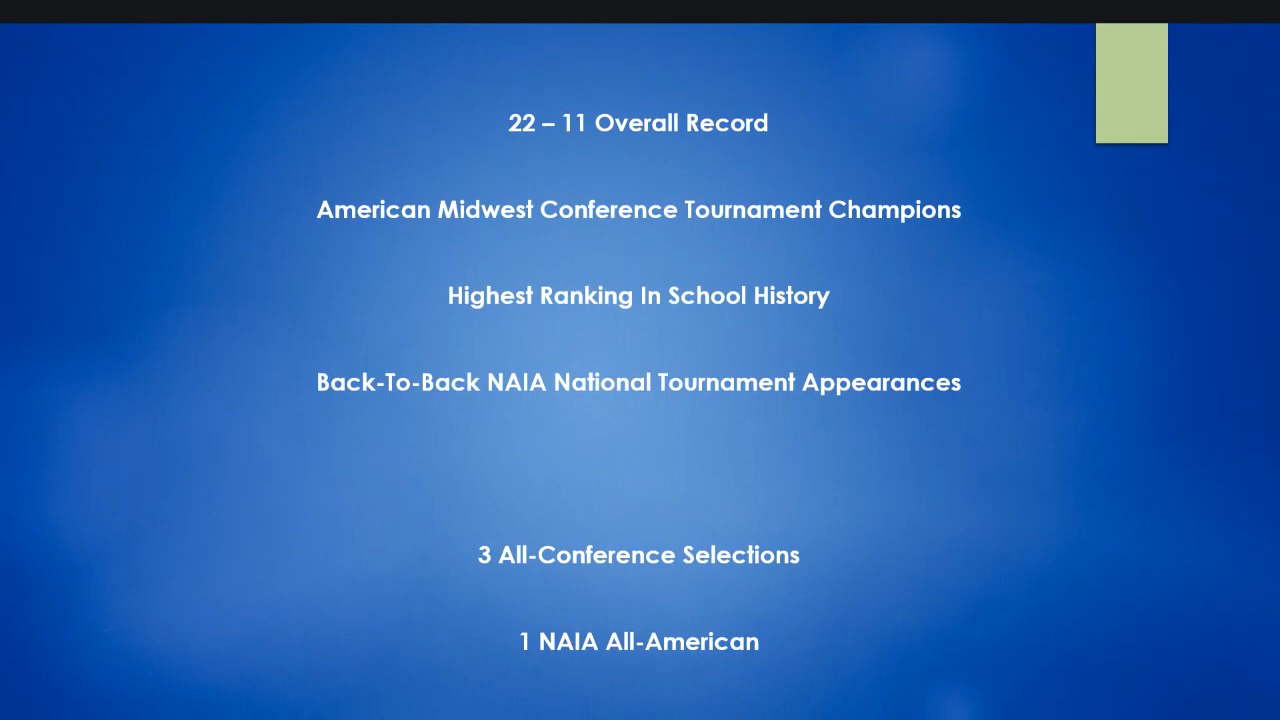 22 – 11 Overall Record
American Midwest Conference Tournament Champions
Highest Ranking In School History
Back-To-Back NAIA National Tournament Appearances
3 All-Conference Selections
1 NAIA All-American